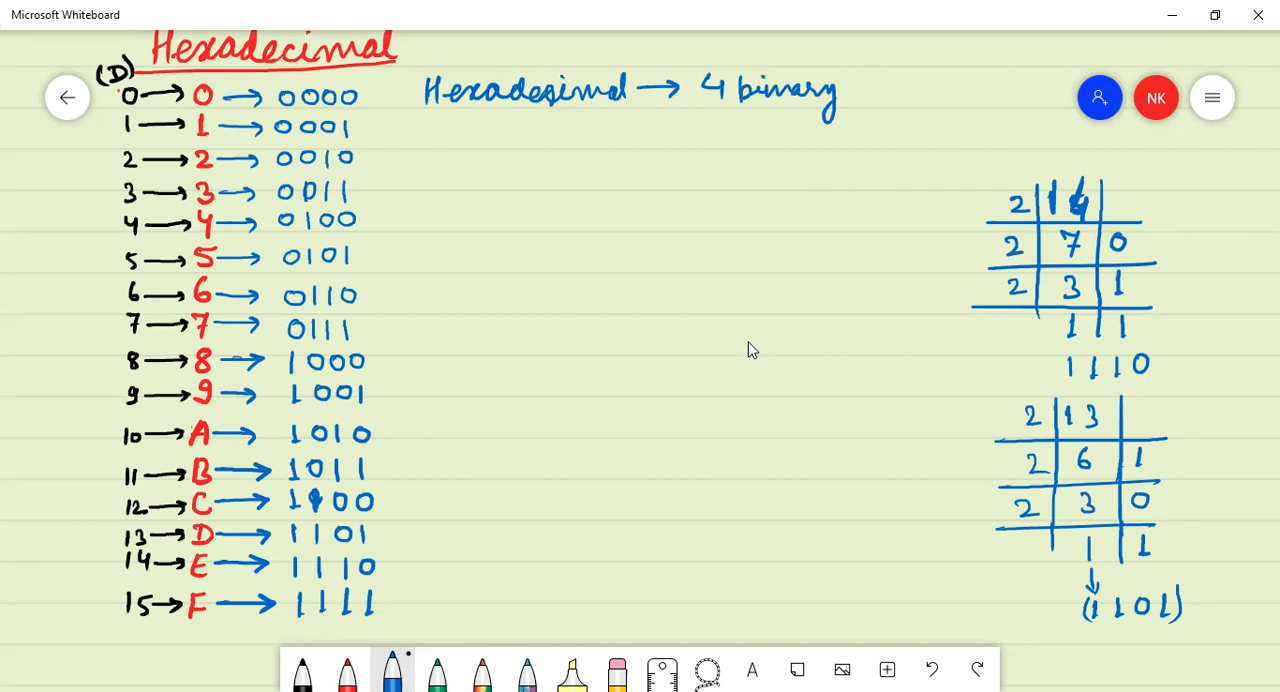 Microsoft Whiteboard
Hexadecimal
(D)
Hexadecimal → 4 binary
NK
0 → 0 → 0000
1 → 1 → 0001
2 → 2 → 0010
3 → 3 → 0011
4 → 4 → 0100
5 → 5 → 0101
6 → 6 → 0110
7 → 7 → 0111
8 → 8 → 1000
9 → 9 → 1001
10 → A → 1010
11 → B → 1011
12 → C → 1100
13 → D → 1101
14 → E → 1110
15 → F → 1111
2 14
2 7 0
2 3 1
1 1
1110
2 13
2 6 1
2 3 0
1 1
(1101)
A